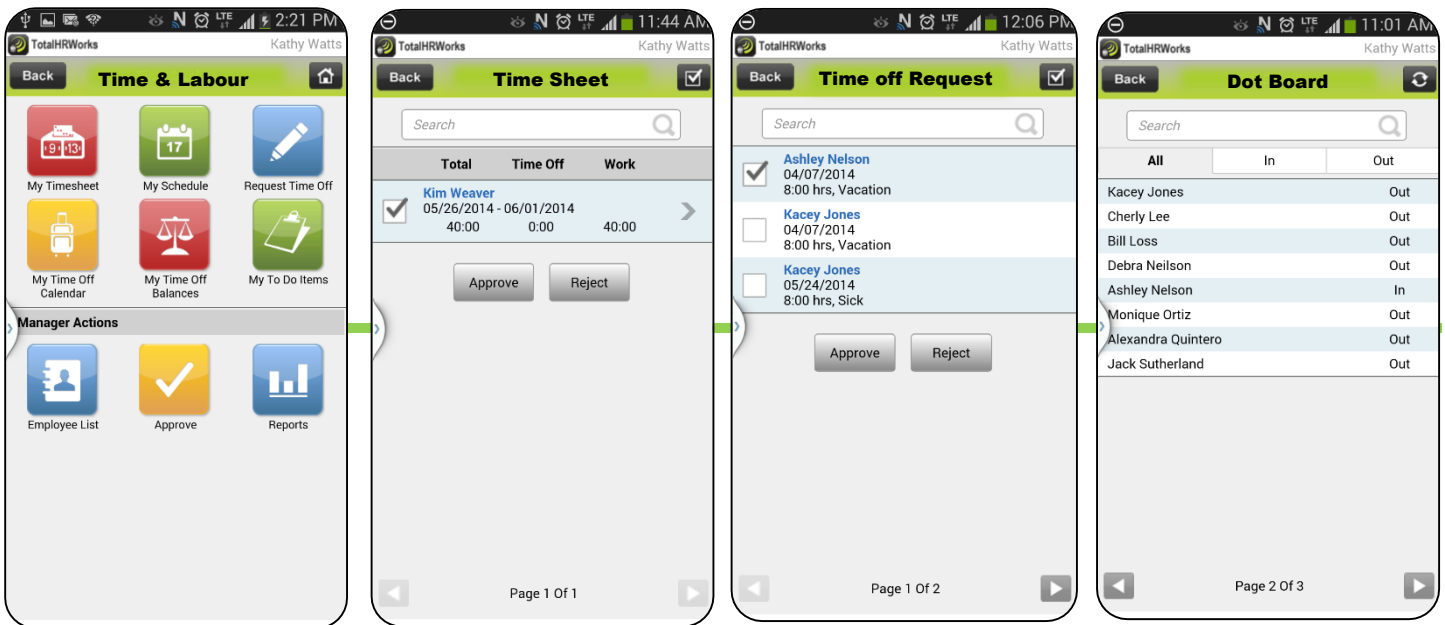 LTE 2:21 PM
TotalHRWorks Kathy Watts
Back Time & Labour
9 13
17
My Timesheet My Schedule Request Time Off
My Time Off Calendar My Time Off Balances My To Do Items
Manager Actions
Employee List Approve Reports
LTE 11:44 AM
TotalHRWorks Kathy Watts
Back Time Sheet
Search
Total Time Off Work
Kim Weaver
05/26/2014 - 06/01/2014
40:00 0:00 40:00
Approve Reject
Page 1 Of 1
LTE 12:06 PM
TotalHRWorks Kathy Watts
Back Time off Request
Search
Ashley Nelson
04/07/2014
8:00 hrs, Vacation
Kacey Jones
04/07/2014
8:00 hrs, Vacation
Kacey Jones
05/24/2014
8:00 hrs, Sick
Approve Reject
Page 1 Of 2
LTE 11:01 AM
TotalHRWorks Kathy Watts
Back Dot Board
Search
All In Out
Kacey Jones Out
Cherly Lee Out
Bill Loss Out
Debra Neilson Out
Ashley Nelson In
Monique Ortiz Out
Alexandra Quintero Out
Jack Sutherland Out
Page 2 Of 3